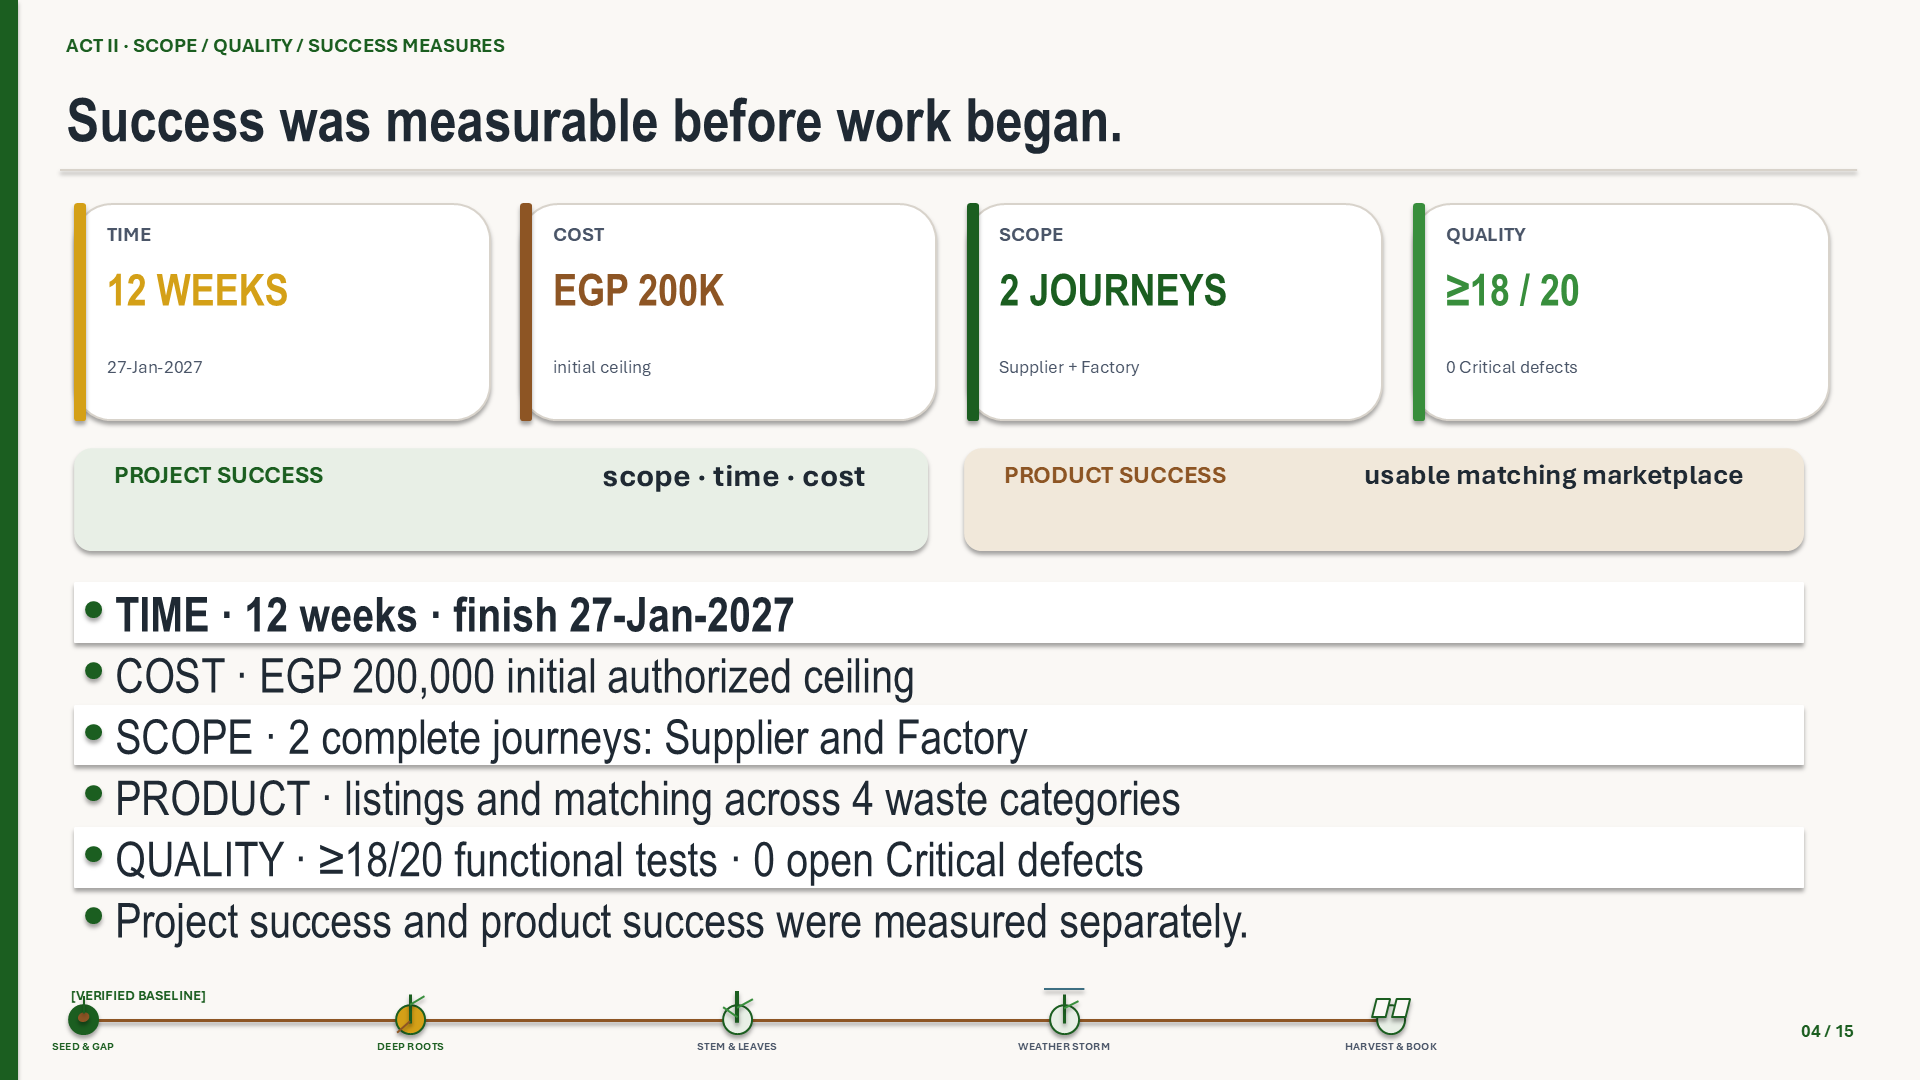 ACT II · SCOPE / QUALITY / SUCCESS MEASURES
Success was measurable before work began.
TIME
12 WEEKS
27-Jan-2027
COST
EGP 200K
initial ceiling
SCOPE
2 JOURNEYS
Supplier + Factory
QUALITY
≥18 / 20
0 Critical defects
PROJECT SUCCESS
scope · time · cost
PRODUCT SUCCESS
usable matching marketplace
TIME · 12 weeks · finish 27-Jan-2027
COST · EGP 200,000 initial authorized ceiling
SCOPE · 2 complete journeys: Supplier and Factory
PRODUCT · listings and matching across 4 waste categories
QUALITY · ≥18/20 functional tests · 0 open Critical defects
Project success and product success were measured separately.
[VERIFIED BASELINE]
SEED & GAP
DEEP ROOTS
STEM & LEAVES
WEATHER STORM
HARVEST & BOOK
04 / 15